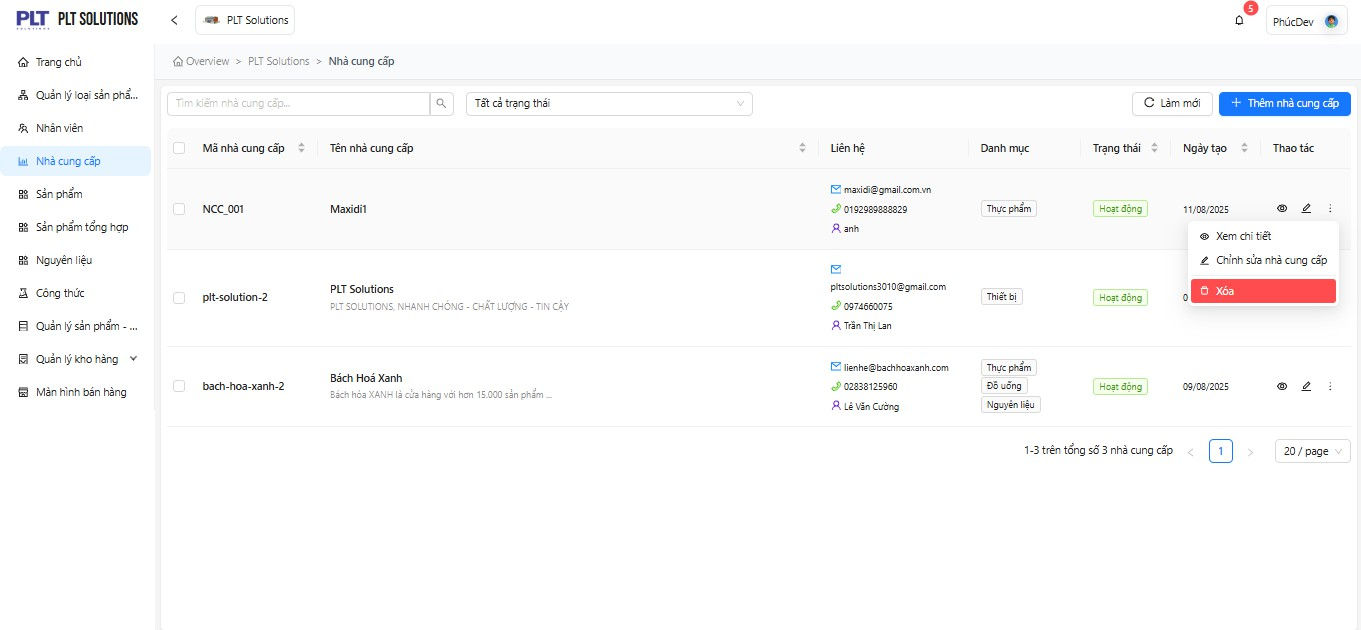 PLT SOLUTIONS
PLT SOLUTIONS
PLT Solutions
5
PhúcDev
Trang chủ
Quản lý loại sản phẩ...
Nhân viên
Nhà cung cấp
Sản phẩm
Sản phẩm tổng hợp
Nguyên liệu
Công thức
Quản lý sản phẩm - ...
Quản lý kho hàng
Màn hình bán hàng
Overview > PLT Solutions > Nhà cung cấp
Tìm kiếm nhà cung cấp...
Tất cả trạng thái
Làm mới
+ Thêm nhà cung cấp
Mã nhà cung cấp Tên nhà cung cấp Liên hệ Danh mục Trạng thái Ngày tạo Thao tác
NCC_001
Maxidi1
maxidi@gmail.com.vn
0192989888829
anh
Thực phẩm
Hoạt động
11/08/2025
Xem chi tiết
Chỉnh sửa nhà cung cấp
Xóa
plt-solution-2
PLT Solutions
PLT SOLUTIONS, NHANH CHÓNG - CHẤT LƯỢNG - TIN CẬY
pltsolutions3010@gmail.com
0974660075
Trần Thị Lan
Thiết bị
Hoạt động
0
bach-hoa-xanh-2
Bách Hoá Xanh
Bách hóa XANH là cửa hàng với hơn 15.000 sản phẩm ...
lienhe@bachhoaxanh.com
02838125960
Lê Văn Cường
Thực phẩm
Đồ uống
Nguyên liệu
Hoạt động
09/08/2025
1-3 trên tổng số 3 nhà cung cấp
1
20 / page